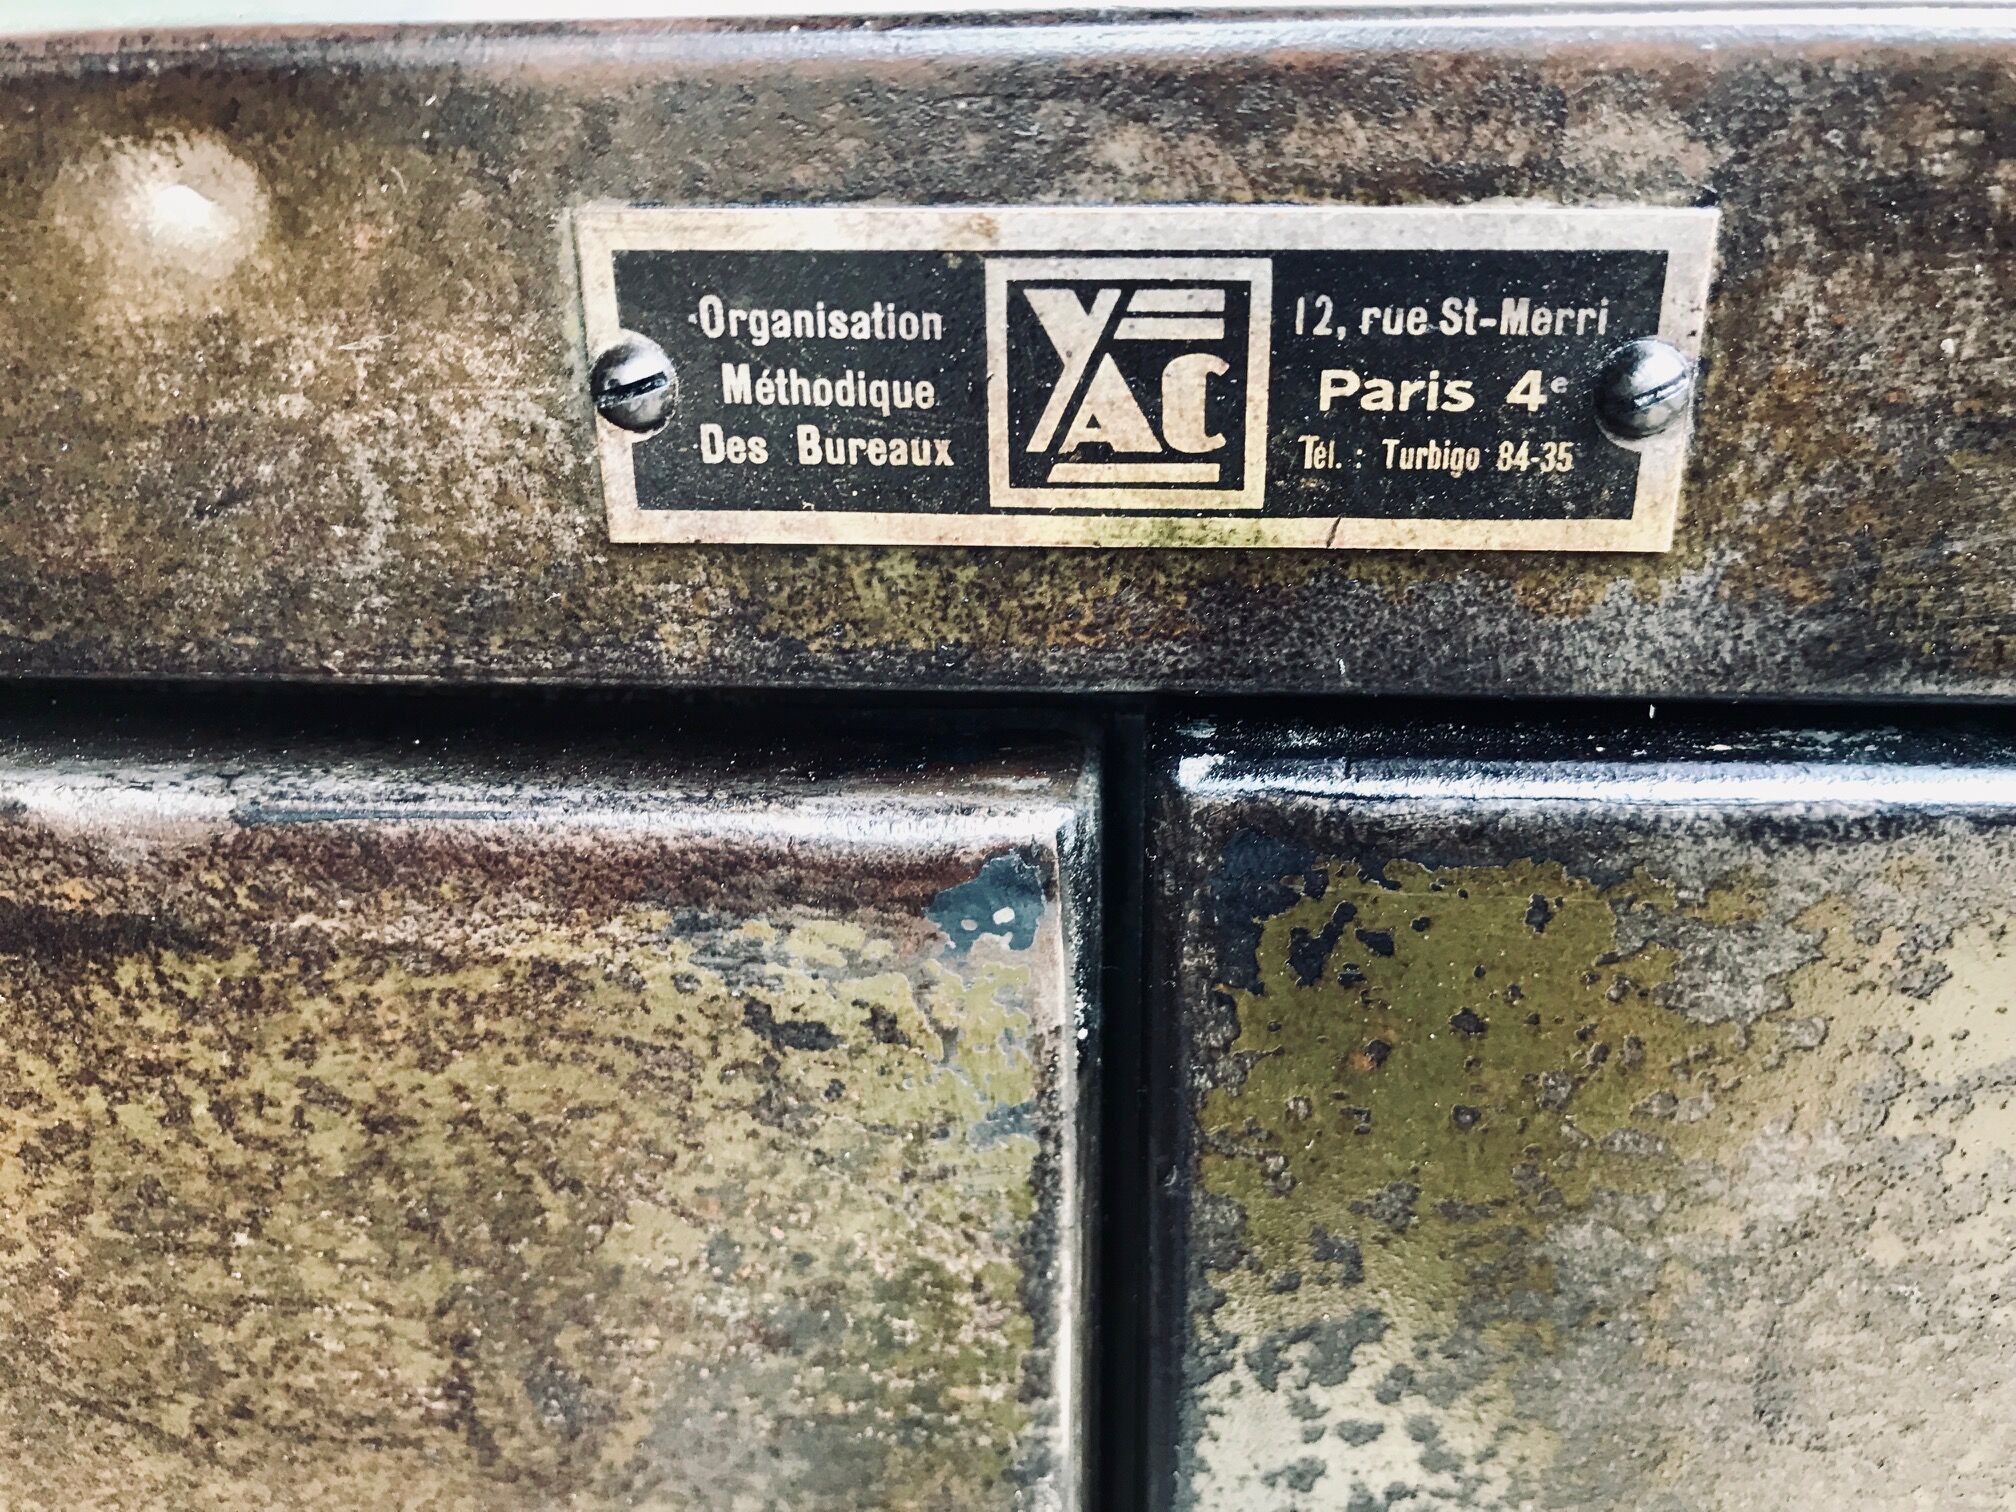 Organisation
Méthodique
Des Bureaux
YAC
12, rue St-Merri
Paris 4e
Tél. : Turbigo 84-35